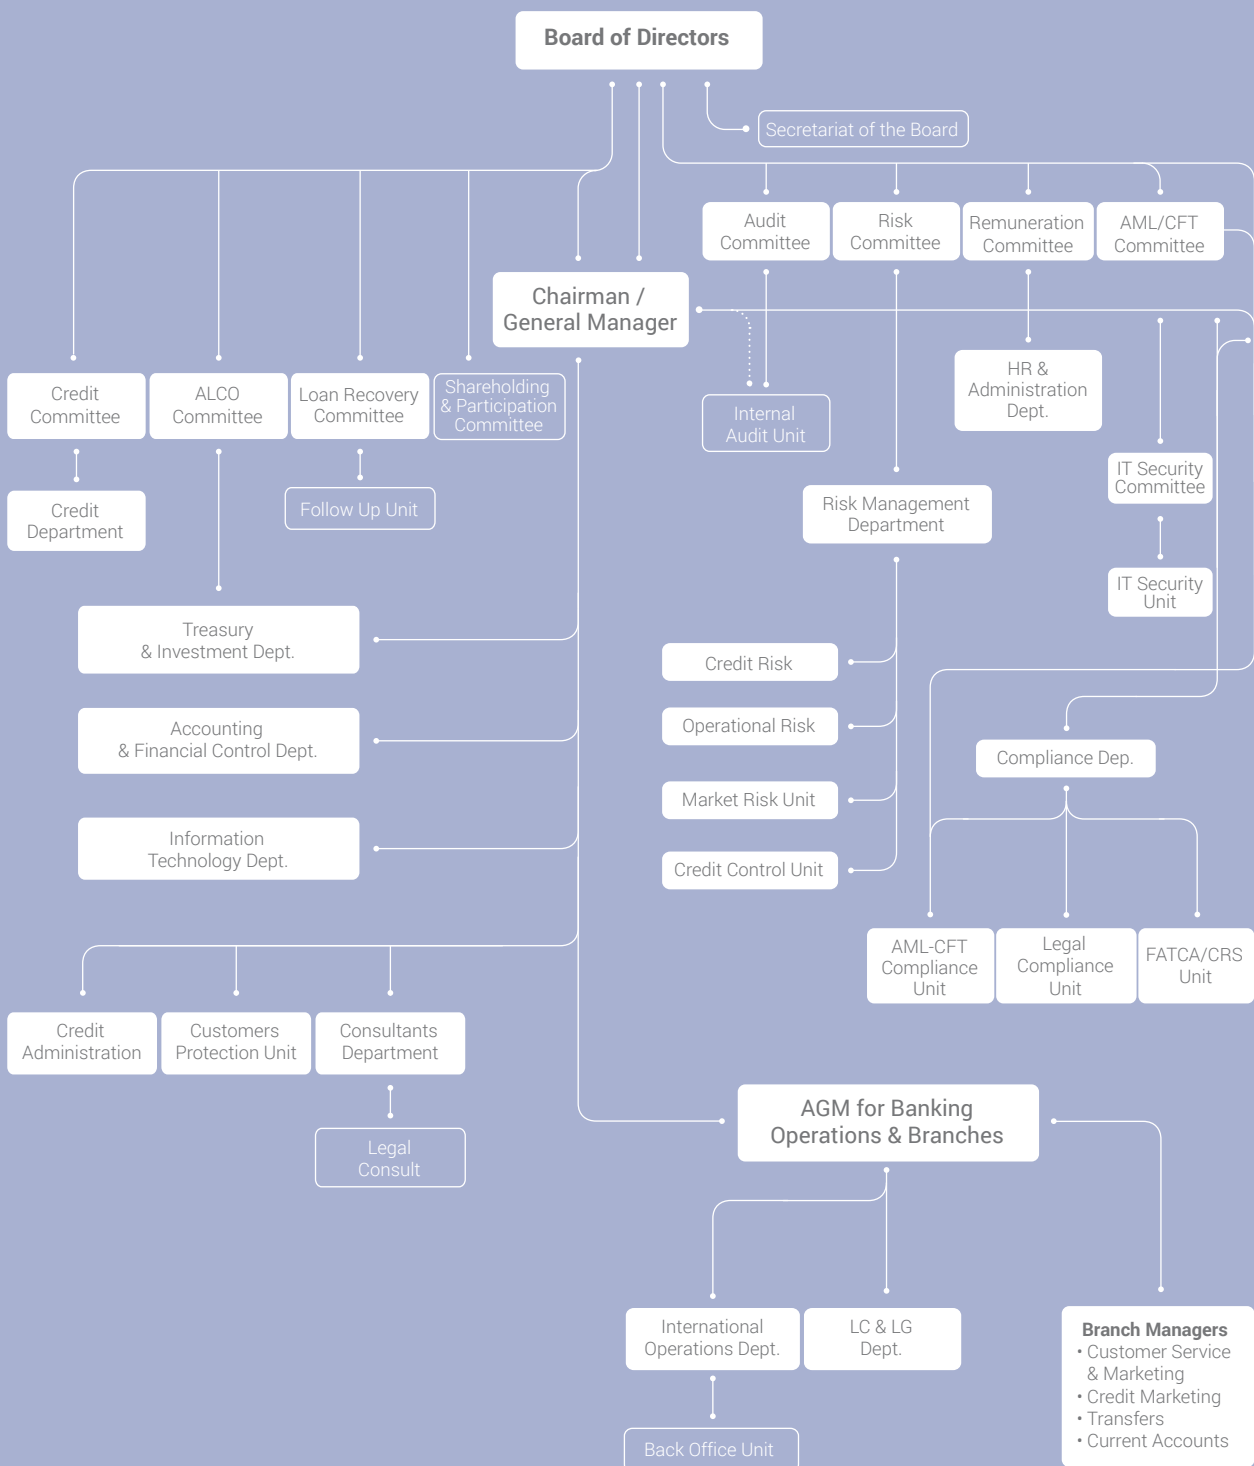 Board of Directors
Secretariat of the Board
Audit
Committee
Risk
Committee
Remuneration
Committee
AML/CFT
Committee
Chairman /
General Manager
Credit
Committee
ALCO
Committee
Loan Recovery
Committee
Shareholding
& Participation
Committee
Internal
Audit Unit
HR &
Administration
Dept.
IT Security
Committee
Credit
Department
Follow Up Unit
Risk Management
Department
IT Security
Unit
Treasury
& Investment Dept.
Credit Risk
Accounting
& Financial Control Dept.
Operational Risk
Compliance Dep.
Market Risk Unit
Information
Technology Dept.
Credit Control Unit
AML-CFT
Compliance
Unit
Legal
Compliance
Unit
FATCA/CRS
Unit
Credit
Administration
Customers
Protection Unit
Consultants
Department
Legal
Consult
AGM for Banking
Operations & Branches
International
Operations Dept.
LC & LG
Dept.
Back Office Unit
Branch Managers
• Customer Service
& Marketing
• Credit Marketing
• Transfers
• Current Accounts